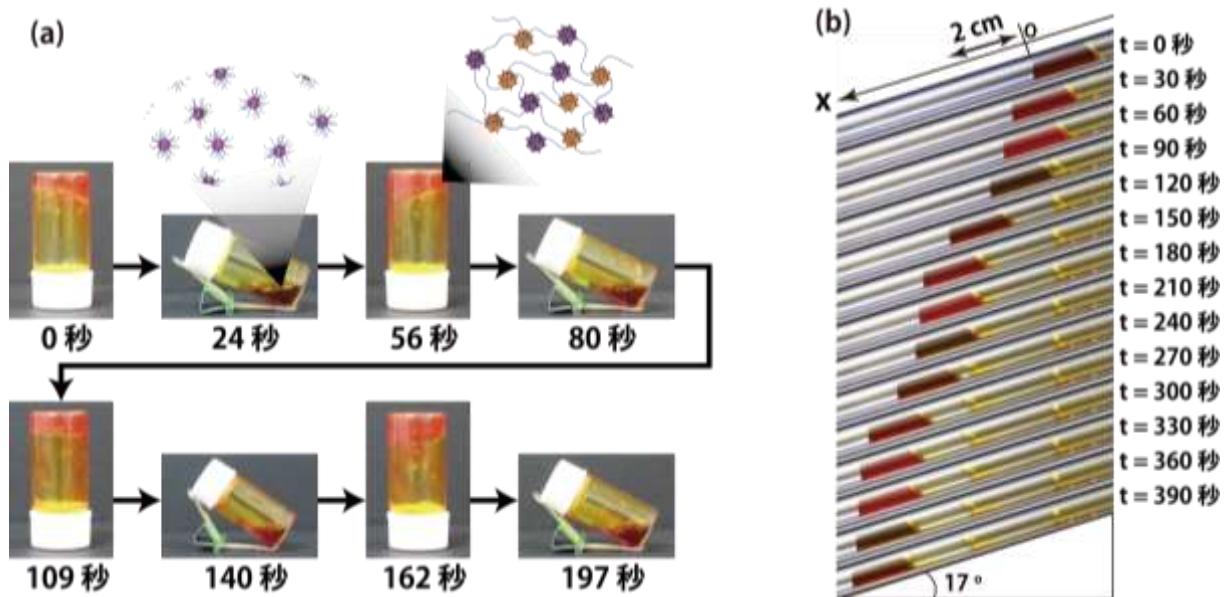 (a)
0 秒
24 秒
56 秒
80 秒
109 秒
140 秒
162 秒
197 秒
(b)
2 cm
o
X
t = 0 秒
t = 30 秒
t = 60 秒
t = 90 秒
t = 120 秒
t = 150 秒
t = 180 秒
t = 210 秒
t = 240 秒
t = 270 秒
t = 300 秒
t = 330 秒
t = 360 秒
t = 390 秒
17 °